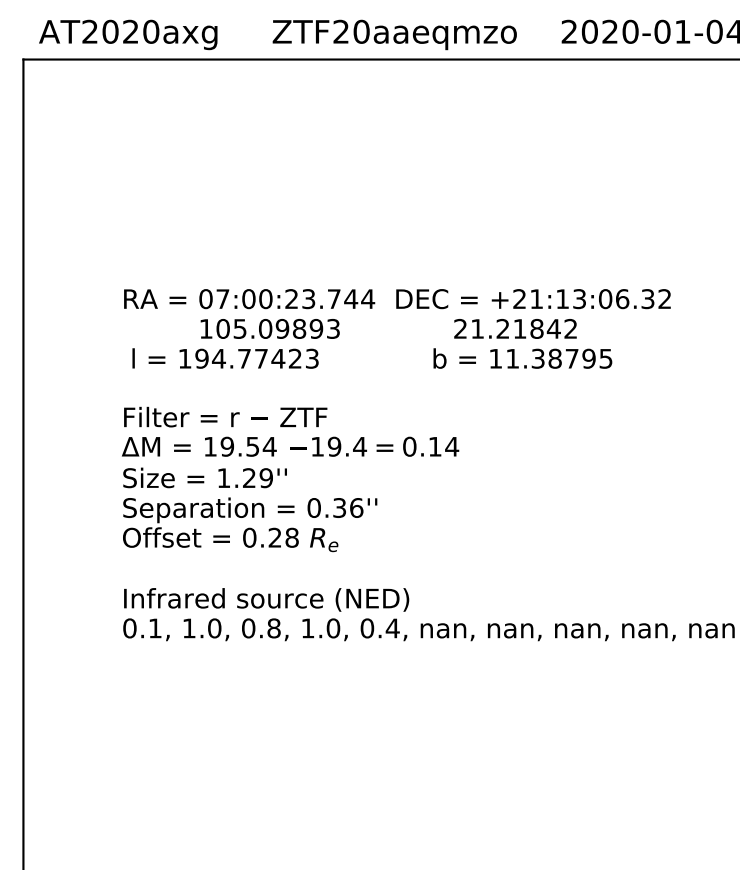 AT2020axg ZTF20aaeqmzo 2020-01-04
RA = 07:00:23.744 DEC = +21:13:06.32
105.09893 21.21842
l = 194.77423 b = 11.38795
Filter = r − ZTF
ΔM = 19.54 −19.4 = 0.14
Size = 1.29''
Separation = 0.36''
Offset = 0.28 Re
Infrared source (NED)
0.1, 1.0, 0.8, 1.0, 0.4, nan, nan, nan, nan, nan